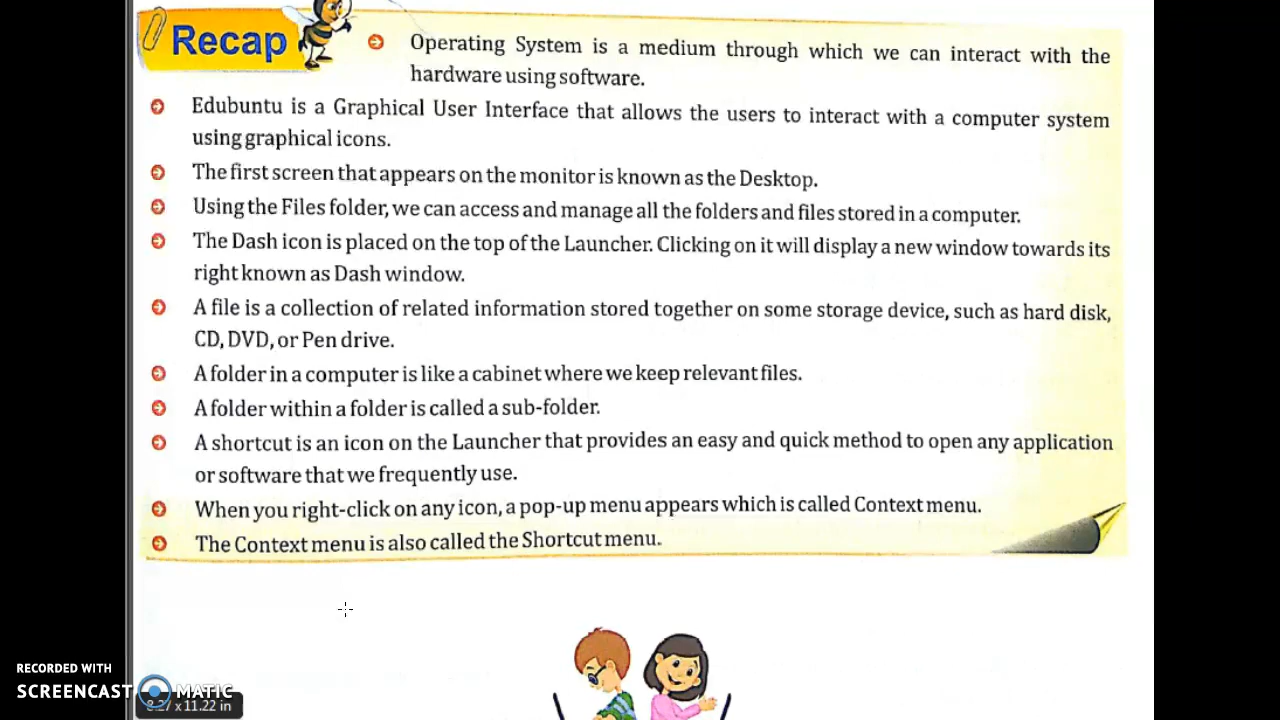 Recap
Operating System is a medium through which we can interact with the
hardware using software.
Edubuntu is a Graphical User Interface that allows the users to interact with a computer system
using graphical icons.
The first screen that appears on the monitor is known as the Desktop.
Using the Files folder, we can access and manage all the folders and files stored in a computer.
The Dash icon is placed on the top of the Launcher. Clicking on it will display a new window towards its
right known as Dash window.
A file is a collection of related information stored together on some storage device, such as hard disk,
CD, DVD, or Pen drive.
A folder in a computer is like a cabinet where we keep relevant files.
A folder within a folder is called a sub-folder.
A shortcut is an icon on the Launcher that provides an easy and quick method to open any application
or software that we frequently use.
When you right-click on any icon, a pop-up menu appears which is called Context menu.
The Context menu is also called the Shortcut menu.
RECORDED WITH
SCREENCAST MATIC
8.27 x 11.22 in